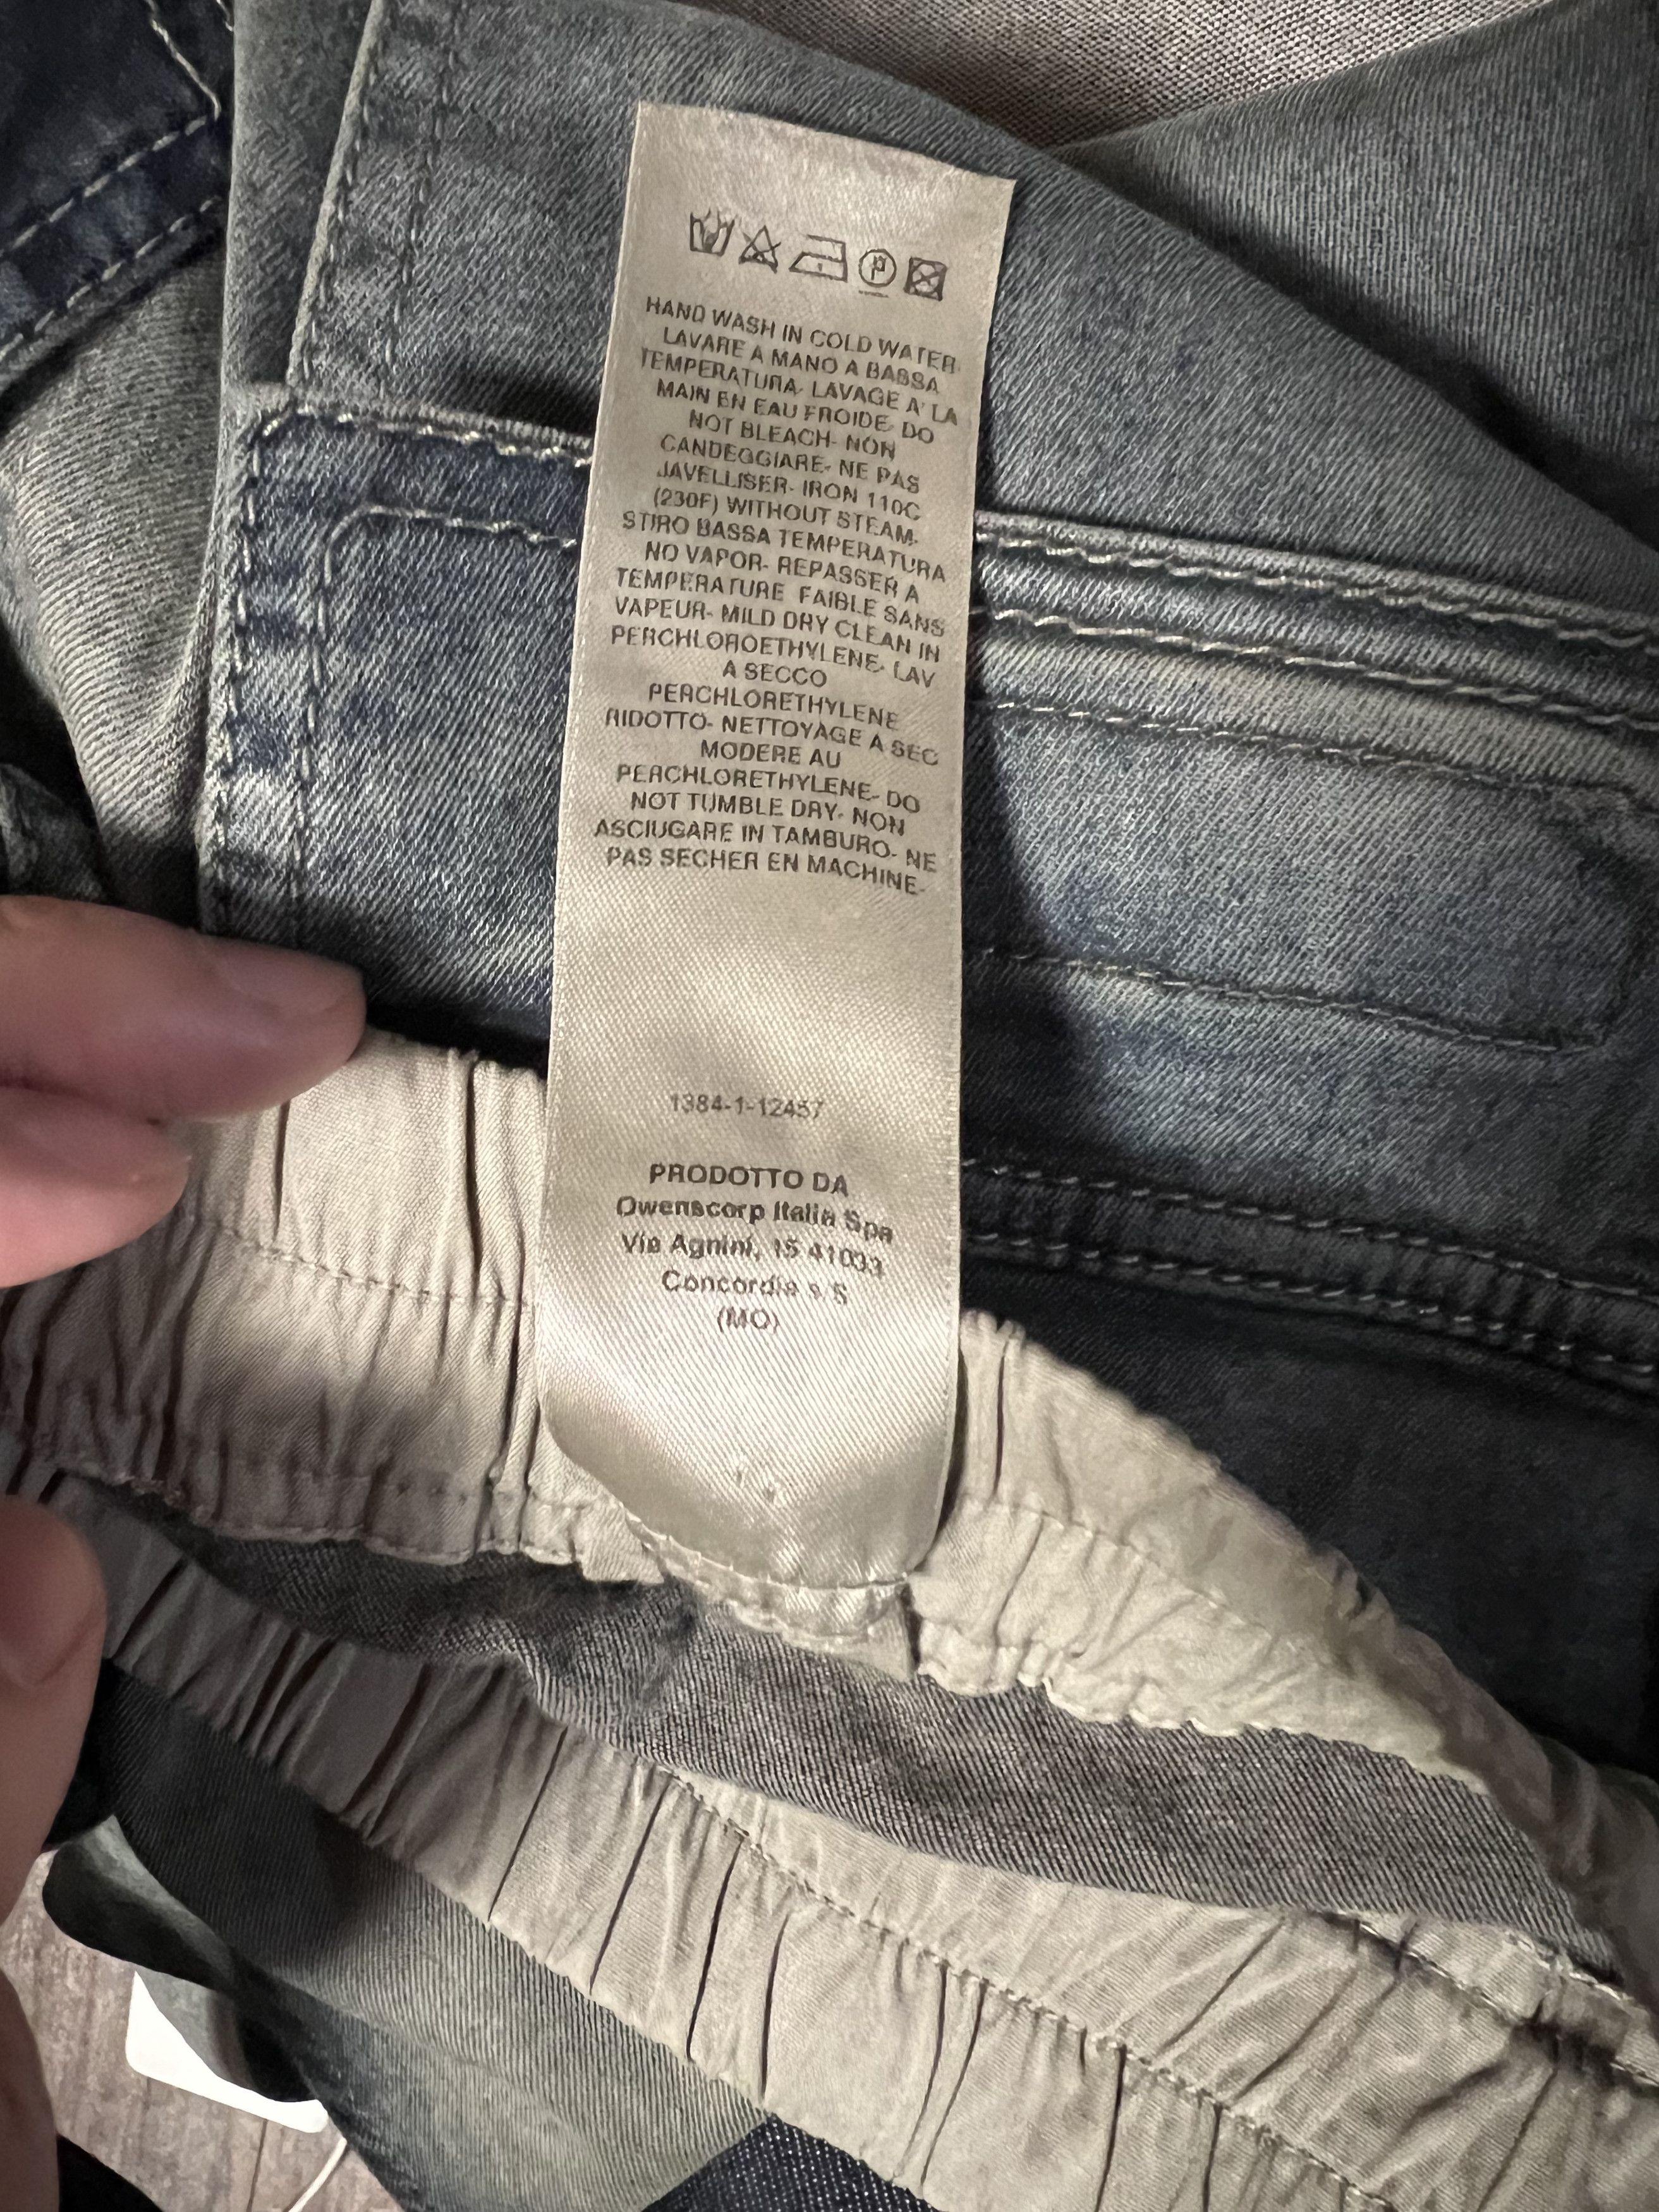 P
HAND WASH IN COLD WATER-
LAVARE A MANO A BASSA
TEMPERATURA- LAVAGE A' LA
MAIN EN EAU FROIDE- DO
NOT BLEACH- NON
CANDEGGIARE- NE PAS
JAVELLISER- IRON 110C
(230F) WITHOUT STEAM-
STIRO BASSA TEMPERATURA
NO VAPOR- REPASSER A
TEMPERATURE FAIBLE SANS
VAPEUR- MILD DRY CLEAN IN
PERCHLOROETHYLENE- LAV
A SECCO
PERCHLORETHYLENE
RIDOTTO- NETTOYAGE A SEC
MODERE AU
PERCHLORETHYLENE- DO
NOT TUMBLE DRY- NON
ASCIUGARE IN TAMBURO- NE
PAS SECHER EN MACHINE-
1384-1-12457
PRODOTTO DA
Owenscorp Italia Spa
Via Agnini, 15 41033
Concordia s/S
(MO)